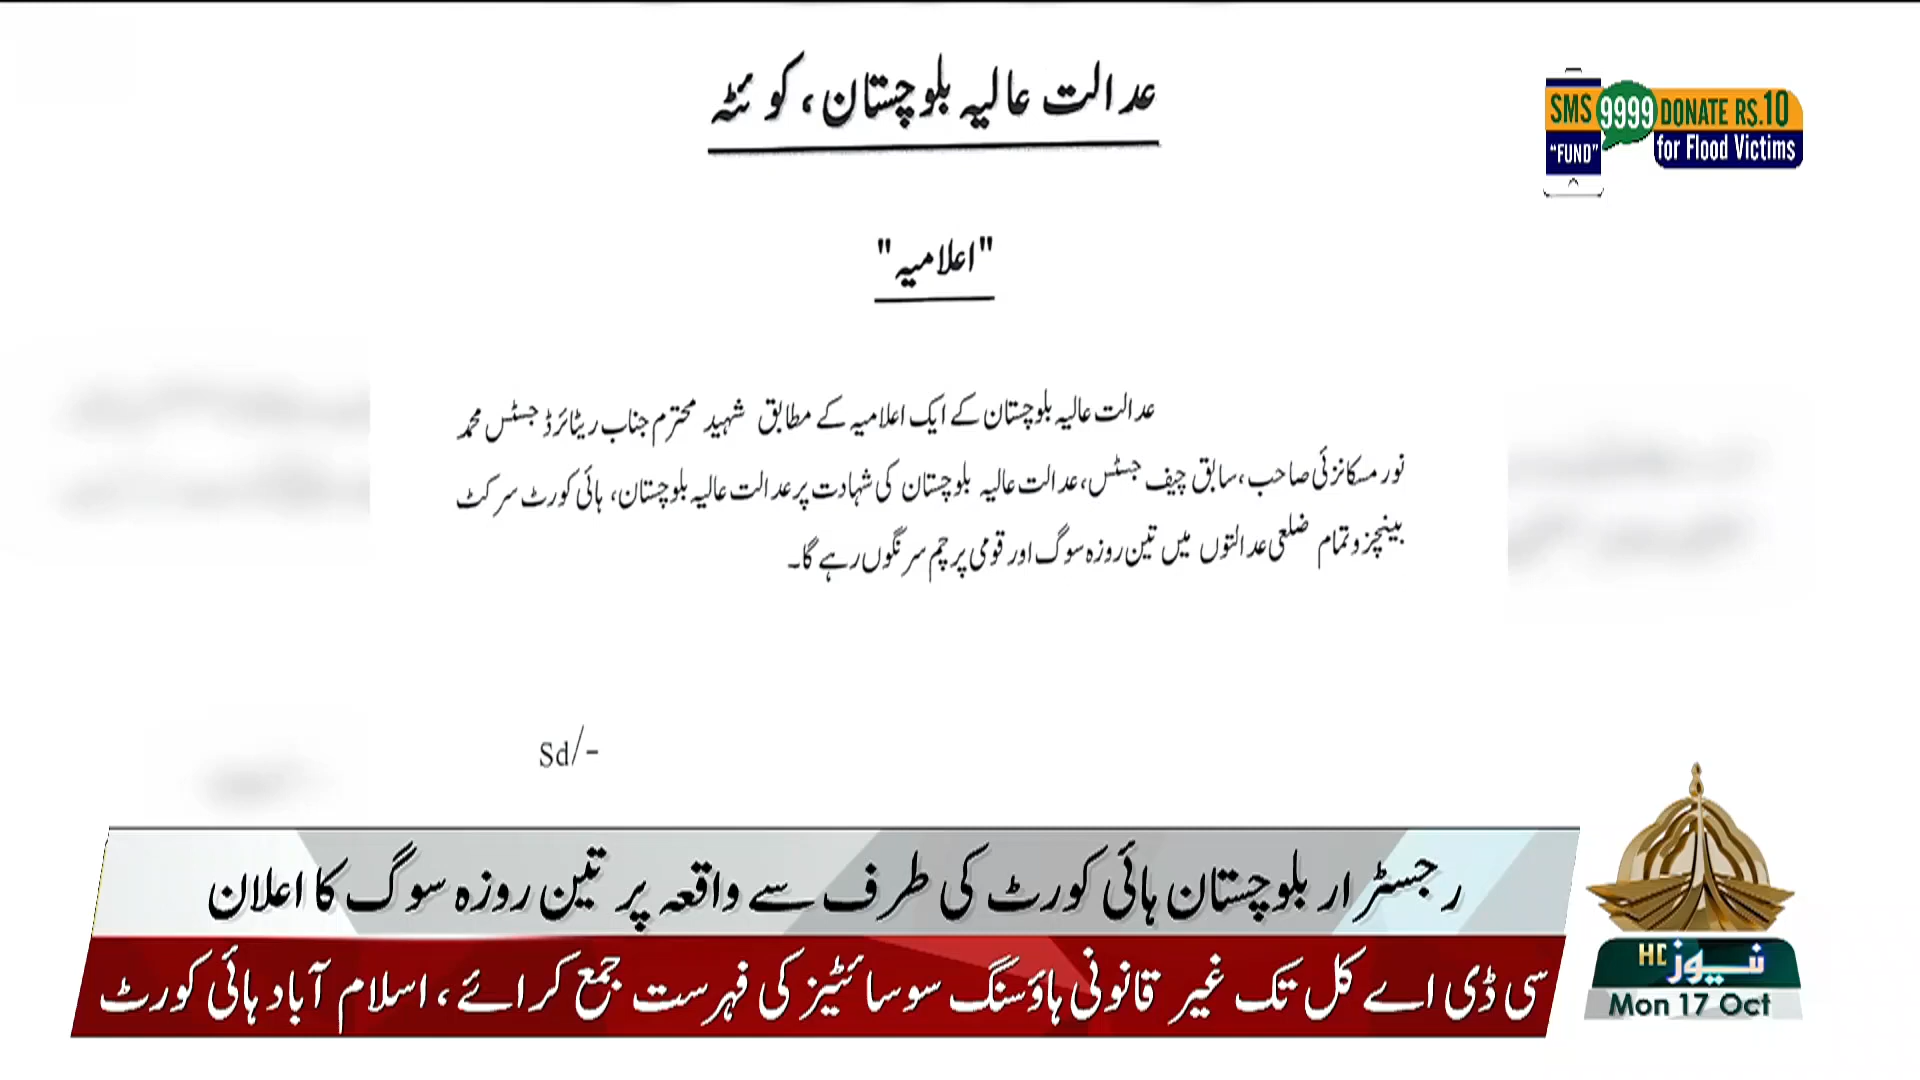 عدالت عالیہ بلوچستان، کوئٹہ
SMS 9999 DONATE RS.10
"FUND" for Flood Victims
"اعلامیہ"
عدالت عالیہ بلوچستان کے ایک اعلامیہ کے مطابق شہید محترم جناب ریٹائرڈ جسٹس محمد
نور مسکانزئی صاحب، سابق چیف جسٹس، عدالت عالیہ بلوچستان کی شہادت پر عدالت عالیہ بلوچستان، ہائی کورٹ سرکٹ
بینچز و تمام ضلعی عدالتوں میں تین روزہ سوگ اور قومی پرچم سرنگوں رہے گا۔
Sd/-
رجسٹرار بلوچستان ہائی کورٹ کی طرف سے واقعہ پر تین روزہ سوگ کا اعلان
سی ڈی اے کل تک غیر قانونی ہاؤسنگ سوسائٹیز کی فہرست جمع کرائے، اسلام آباد ہائی کورٹ
نیوز HD
Mon 17 Oct